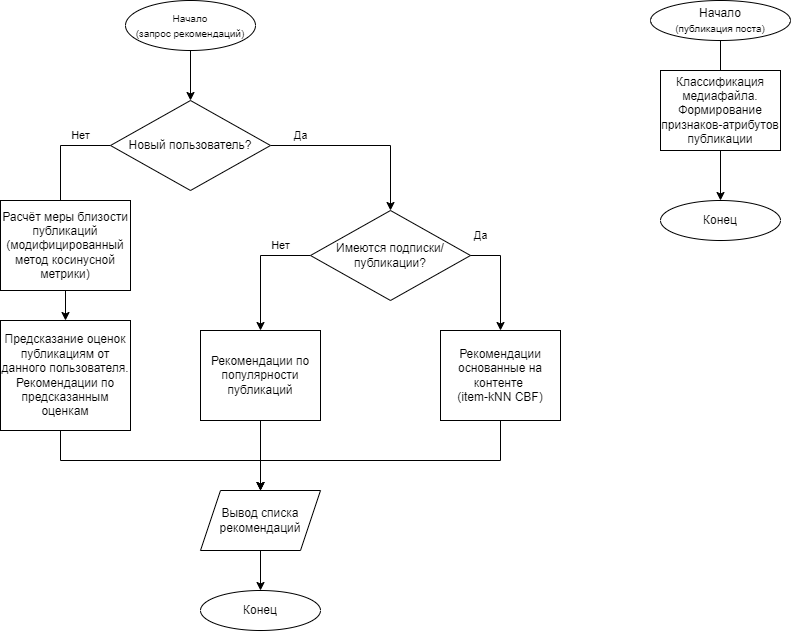 Начало
(запрос рекомендаций)
Новый пользователь?
Нет
Да
Расчёт меры близости
публикаций
(модифицированный
метод косинусной
метрики)
Имеются подписки/
публикации?
Нет
Да
Предсказание оценок
публикациям от
данного пользователя.
Рекомендации по
предсказанным
оценкам
Рекомендации по
популярности
публикаций
Рекомендации
основанные на
контенте
(item-kNN CBF)
Вывод списка
рекомендаций
Конец
Начало
(публикация поста)
Классификация
медиафайла.
Формирование
признаков-атрибутов
публикации
Конец